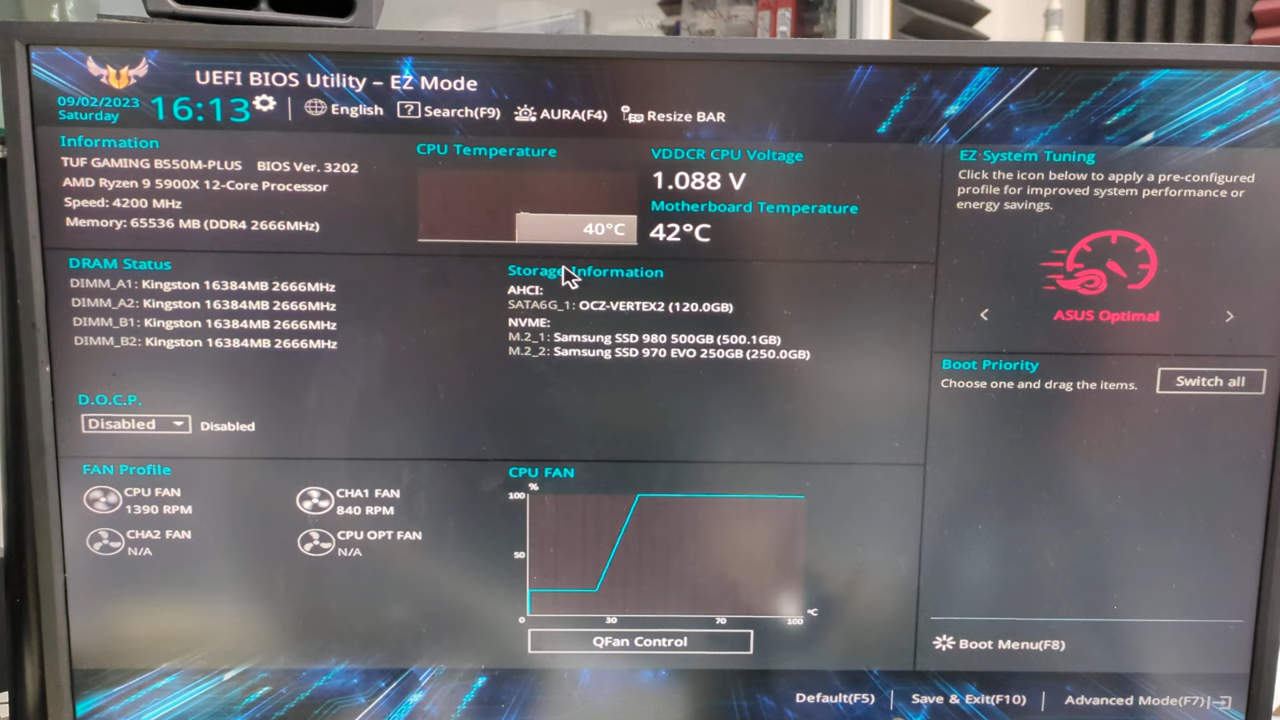 UEFI BIOS Utility – EZ Mode
09/02/2023
Saturday
16:13
English
Search(F9)
AURA(F4)
Resize BAR
Information
TUF GAMING B550M-PLUS BIOS Ver. 3202
AMD Ryzen 9 5900X 12-Core Processor
Speed: 4200 MHz
Memory: 65536 MB (DDR4 2666MHz)
CPU Temperature
40°C
VDDCR CPU Voltage
1.088 V
Motherboard Temperature
42°C
EZ System Tuning
Click the icon below to apply a pre-configured
profile for improved system performance or
energy savings.
ASUS Optimal
DRAM Status
DIMM_A1: Kingston 16384MB 2666MHz
DIMM_A2: Kingston 16384MB 2666MHz
DIMM_B1: Kingston 16384MB 2666MHz
DIMM_B2: Kingston 16384MB 2666MHz
Storage Information
AHCI:
SATA6G_1: OCZ-VERTEX2 (120.0GB)
NVME:
M.2_1: Samsung SSD 980 500GB (500.1GB)
M.2_2: Samsung SSD 970 EVO 250GB (250.0GB)
Boot Priority
Choose one and drag the items.
Switch all
D.O.C.P.
Disabled
Disabled
FAN Profile
CPU FAN
1390 RPM
CHA1 FAN
840 RPM
CHA2 FAN
N/A
CPU OPT FAN
N/A
CPU FAN
%
100
50
0
30
70
100
°C
QFan Control
Boot Menu(F8)
Default(F5)
Save & Exit(F10)
Advanced Mode(F7)